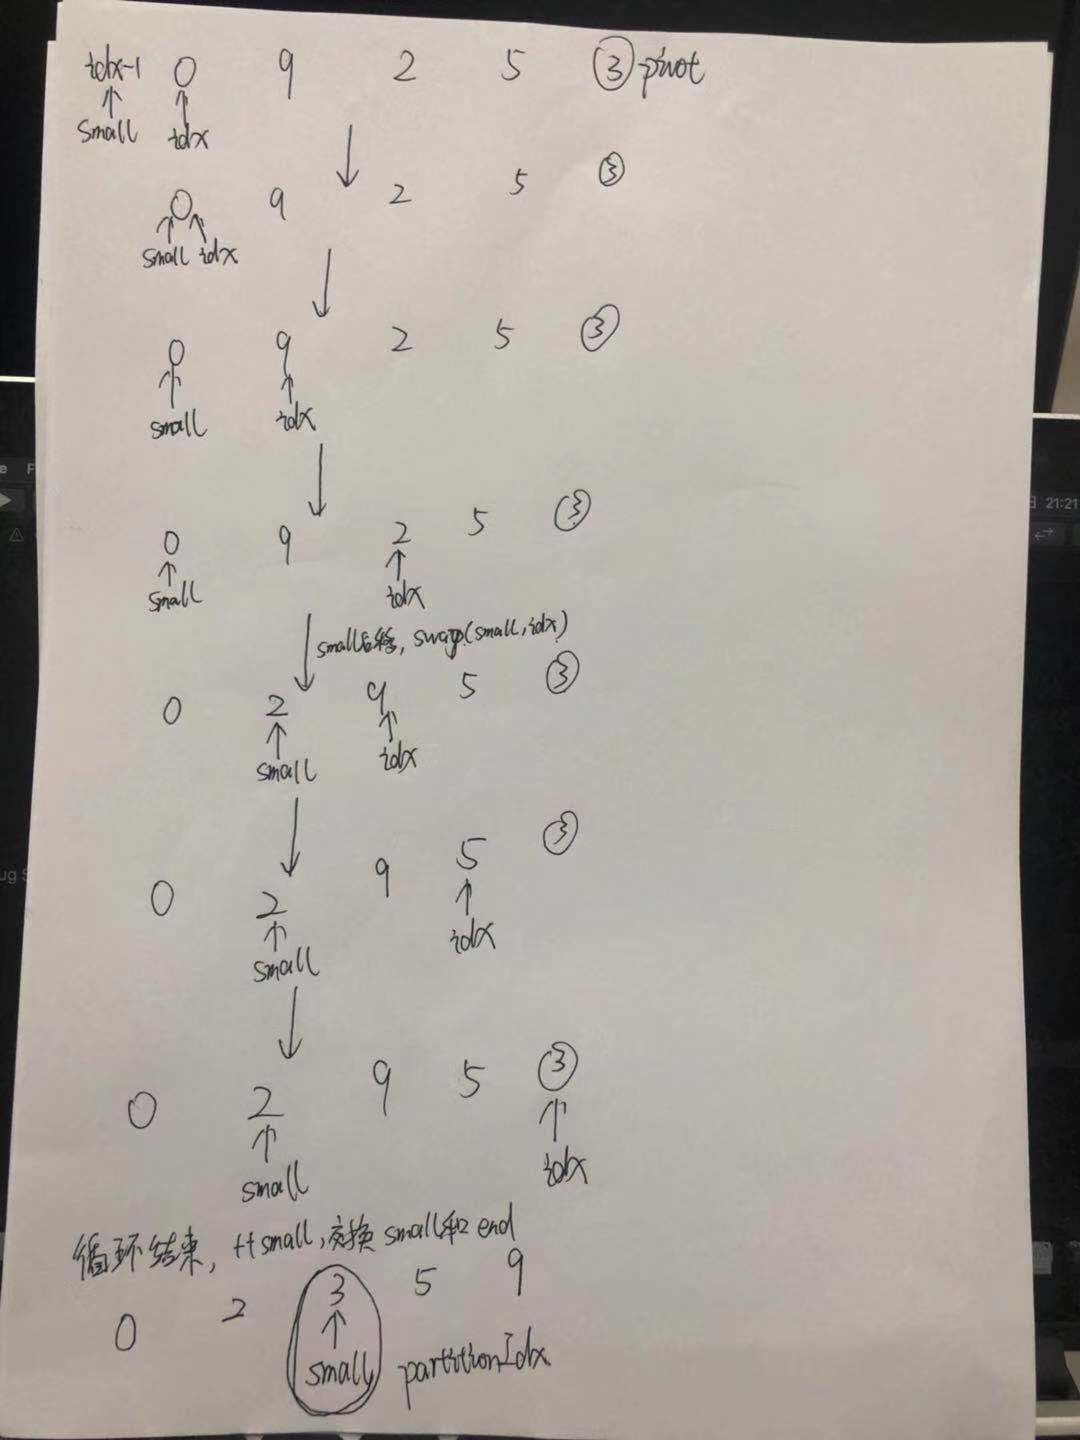 idx-1 0 9 2 5 3 pivot
small idx
0 9 2 5 3
small idx
0 9 2 5 3
small idx
0 9 2 5 3
small idx
small后移, swap(small, idx)
0 2 9 5 3
small idx
0 2 9 5 3
small idx
0 2 9 5 3
small idx
循环结束, ++small, 交换 small和 end
0 2 3 5 9
small partitionIdx
21:21